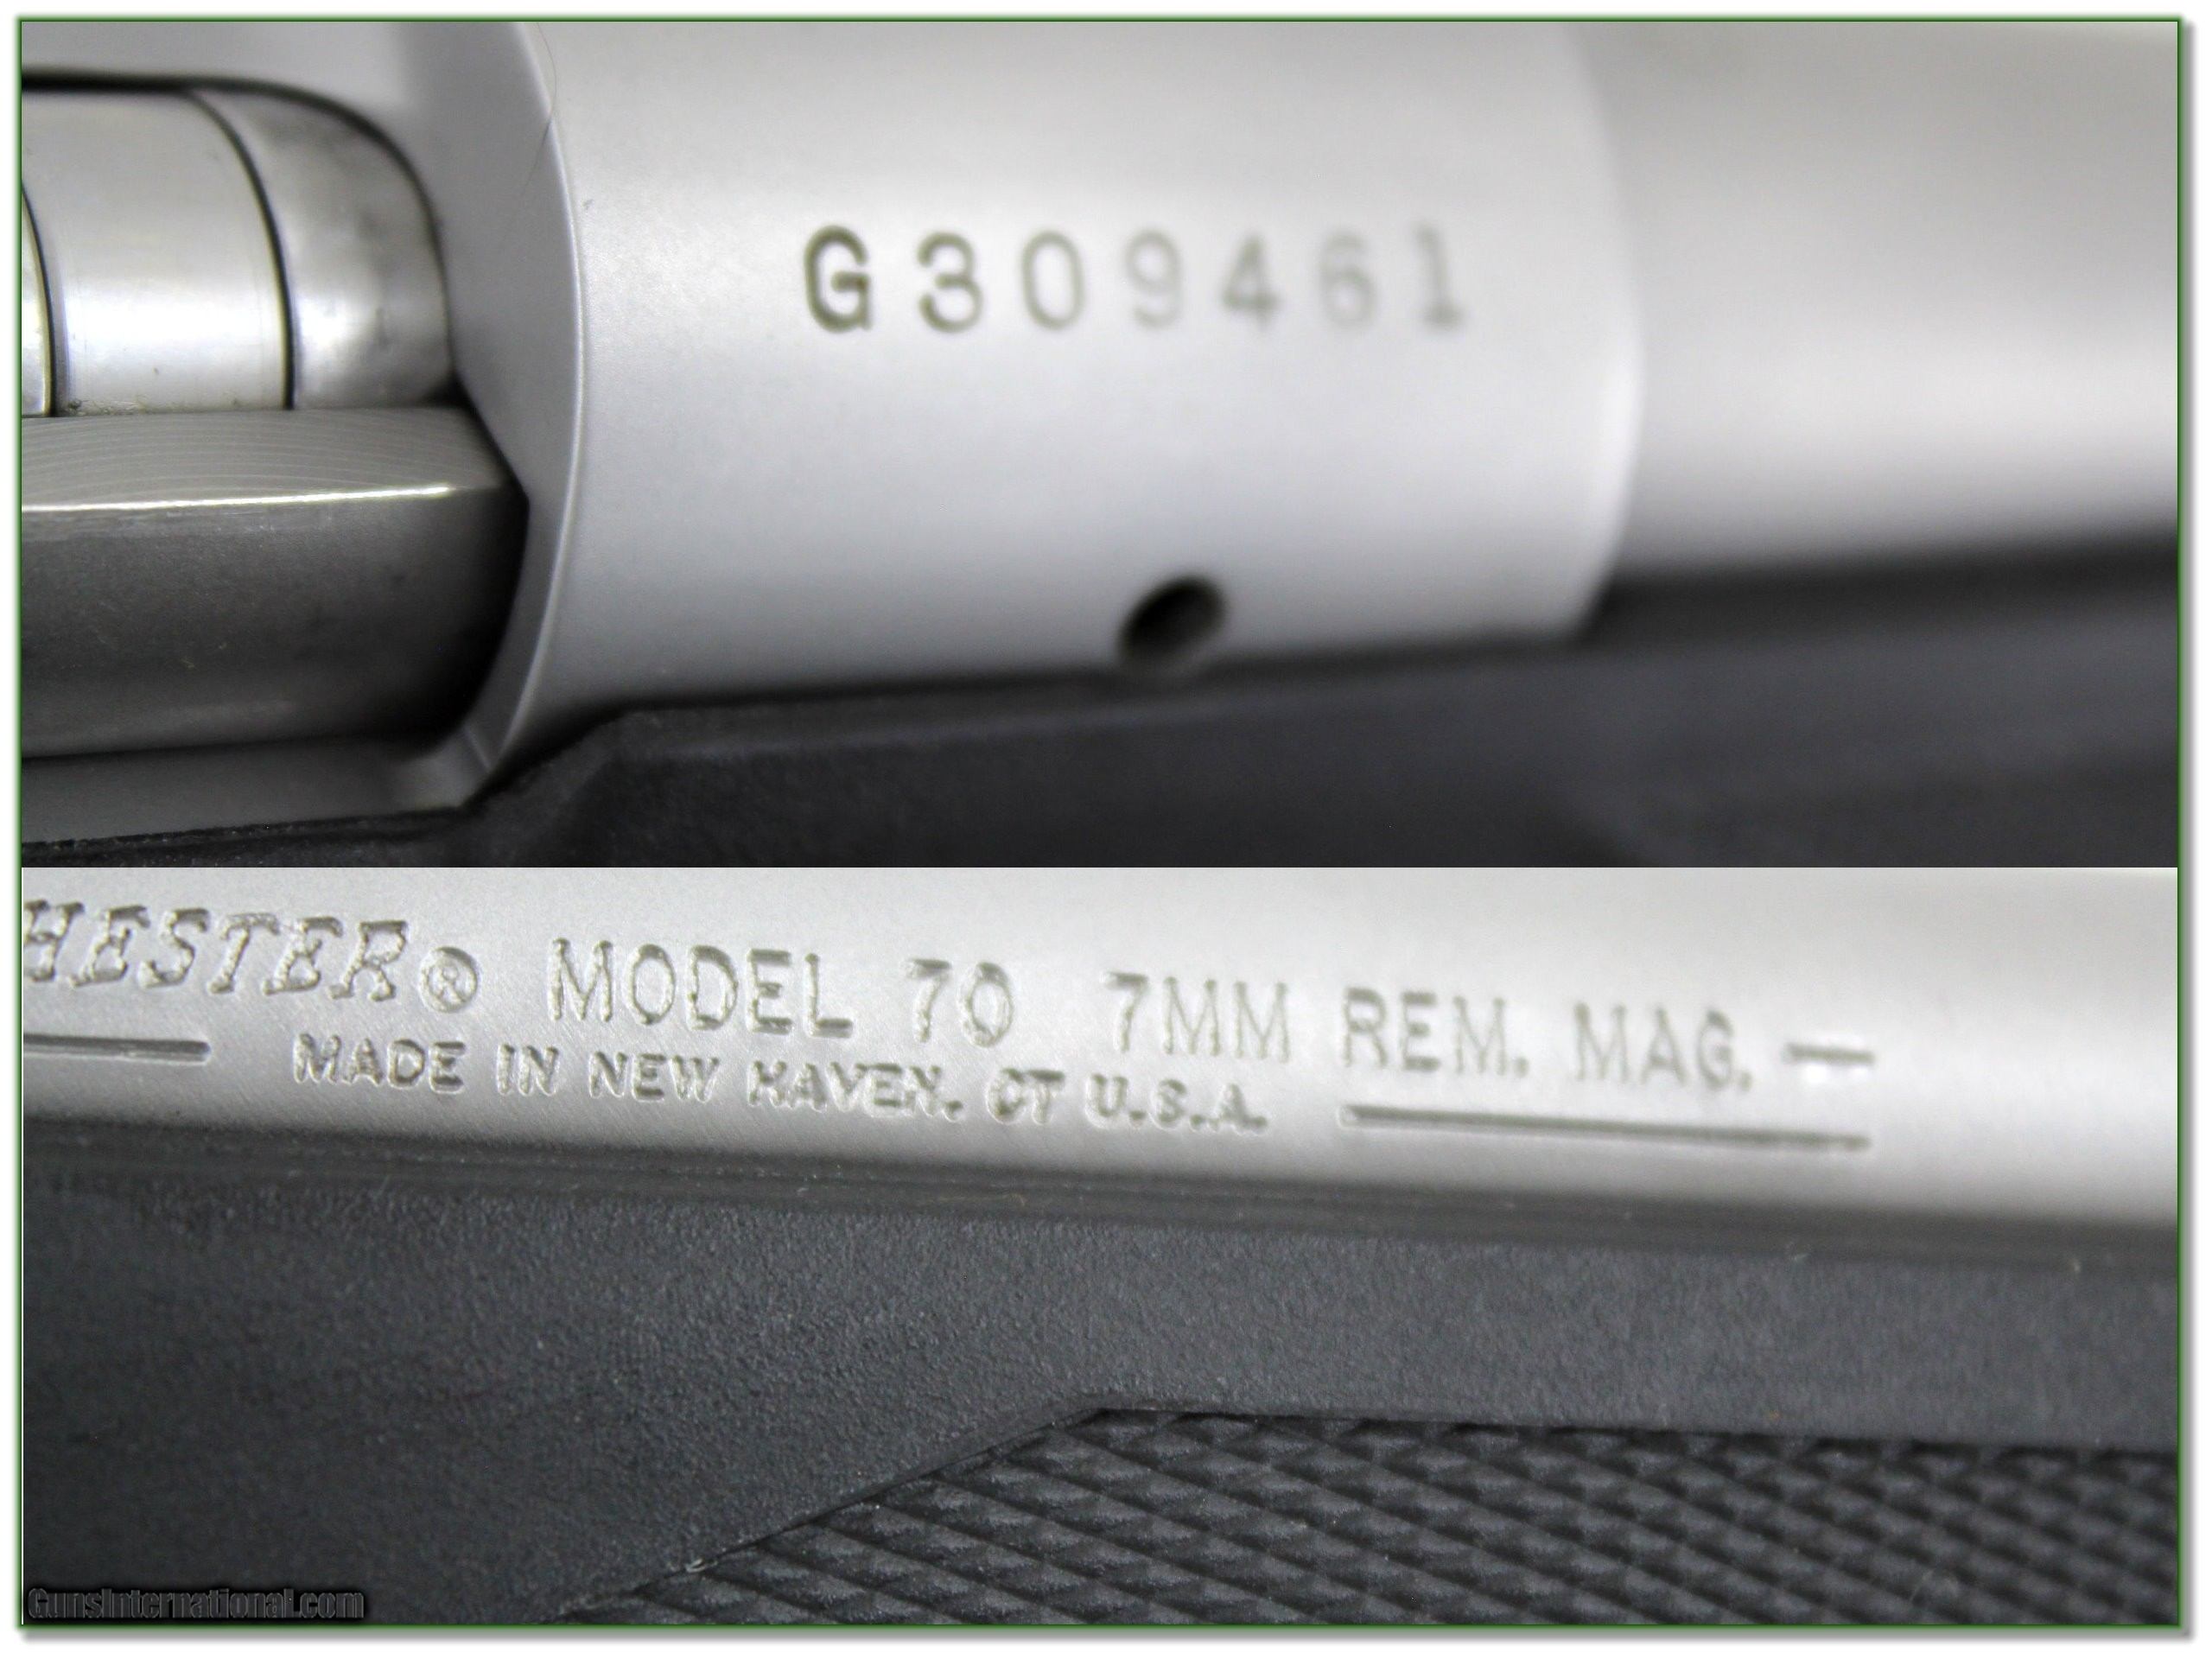 G309461
HESTER® MODEL 70 7MM REM. MAG. —
MADE IN NEW HAVEN, CT U.S.A.
GunsInternational.com